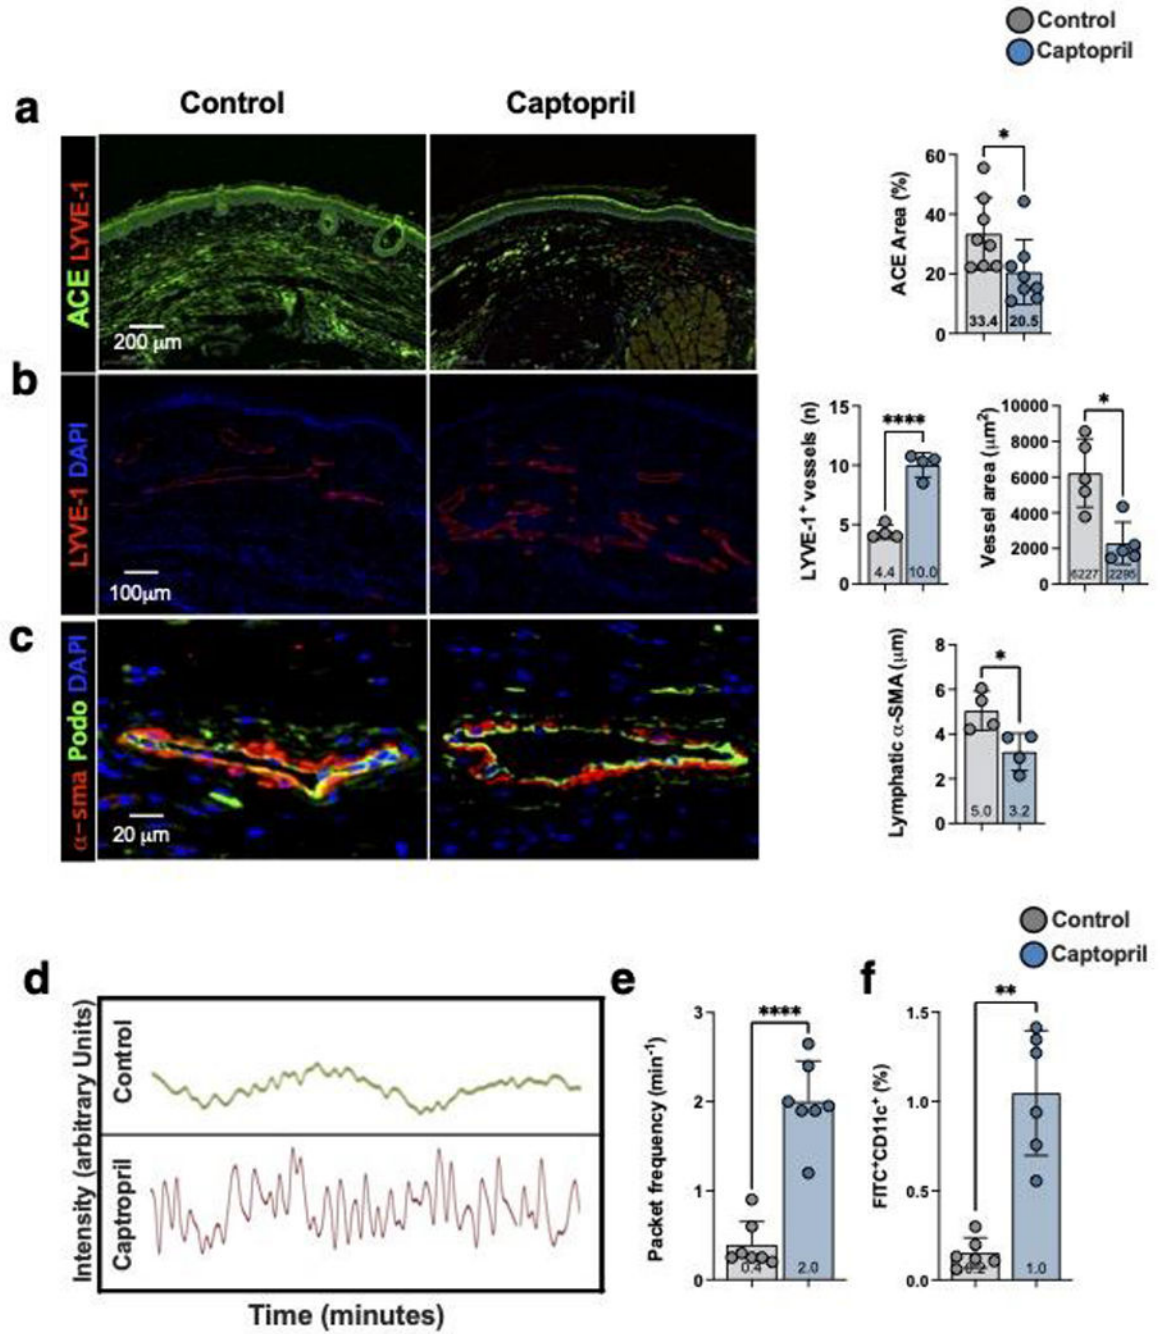 Control
Captopril
a
Control
Captopril
ACE LYVE-1
200 μm
ACE Area (%)
60
40
20
0
*
33.4
20.5
b
LYVE-1 DAPI
100μm
LYVE-1⁺ vessels (n)
15
10
5
0
****
4.4
10.0
Vessel area (μm²)
10000
8000
6000
4000
2000
0
*
6227
2295
c
α-sma Podo DAPI
20 μm
Lymphatic α-SMA (μm)
8
6
4
2
0
*
5.0
3.2
Control
Captopril
d
Intensity (arbitrary Units)
Control
Captropril
Time (minutes)
e
Packet frequency (min⁻¹)
3
2
1
0
****
0.4
2.0
f
FITC⁺CD11c⁺ (%)
1.5
1.0
0.5
0.0
**
0.2
1.0